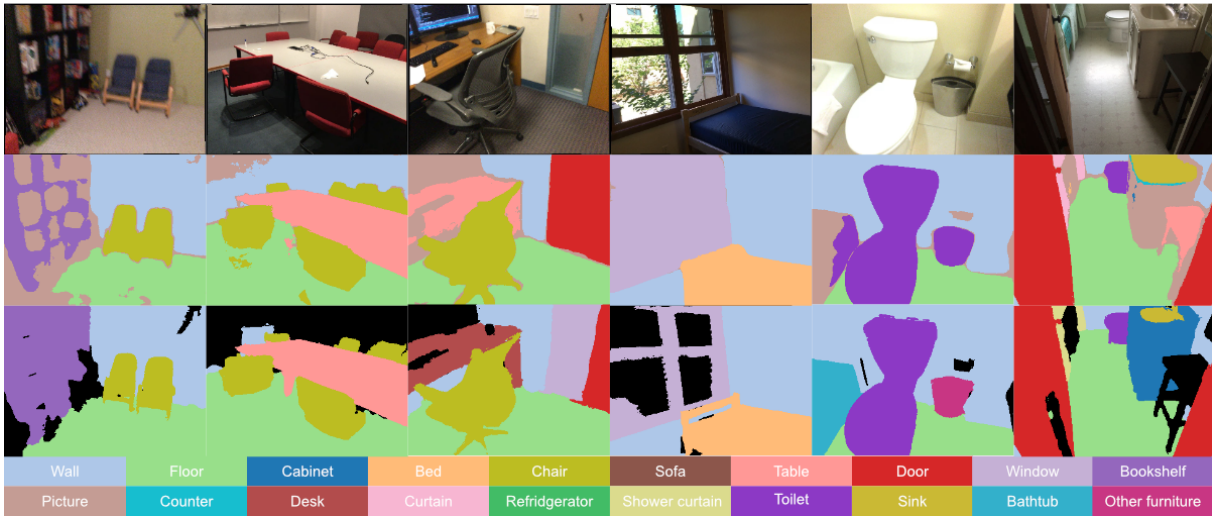 Wall Floor Cabinet Bed Chair Sofa Table Door Window Bookshelf
Picture Counter Desk Curtain Refridgerator Shower curtain Toilet Sink Bathtub Other furniture